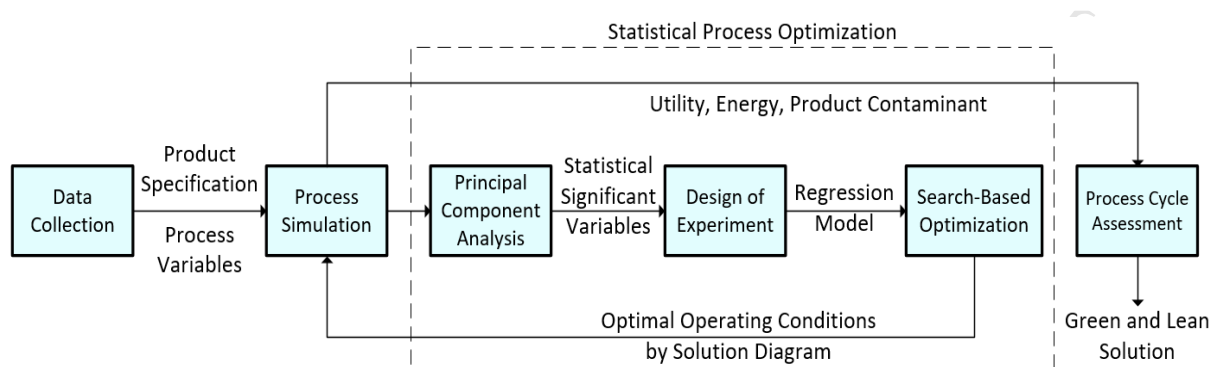 Statistical Process Optimization
Utility, Energy, Product Contaminant
Data
Collection
Product
Specification
Process
Variables
Process
Simulation
Principal
Component
Analysis
Statistical
Significant
Variables
Design of
Experiment
Regression
Model
Search-Based
Optimization
Process Cycle
Assessment
Optimal Operating Conditions
by Solution Diagram
Green and Lean
Solution